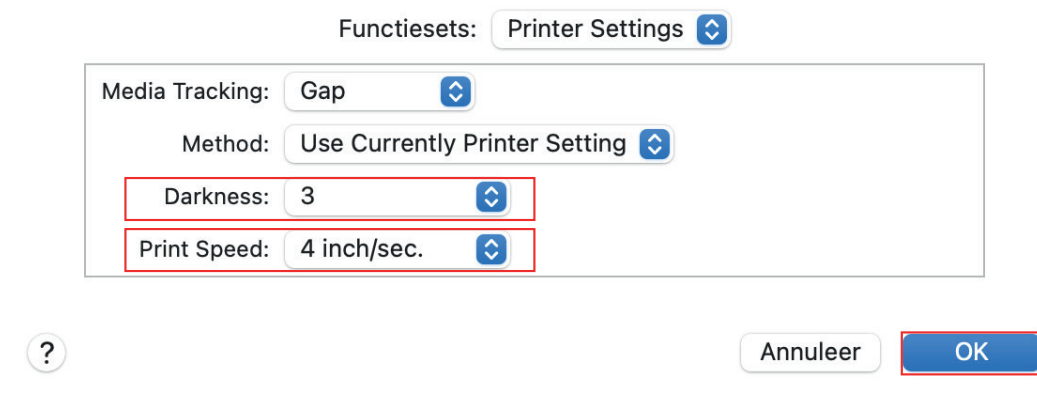 Functiesets: Printer Settings
Media Tracking: Gap
Method: Use Currently Printer Setting
Darkness: 3
Print Speed: 4 inch/sec.
? Annuleer OK